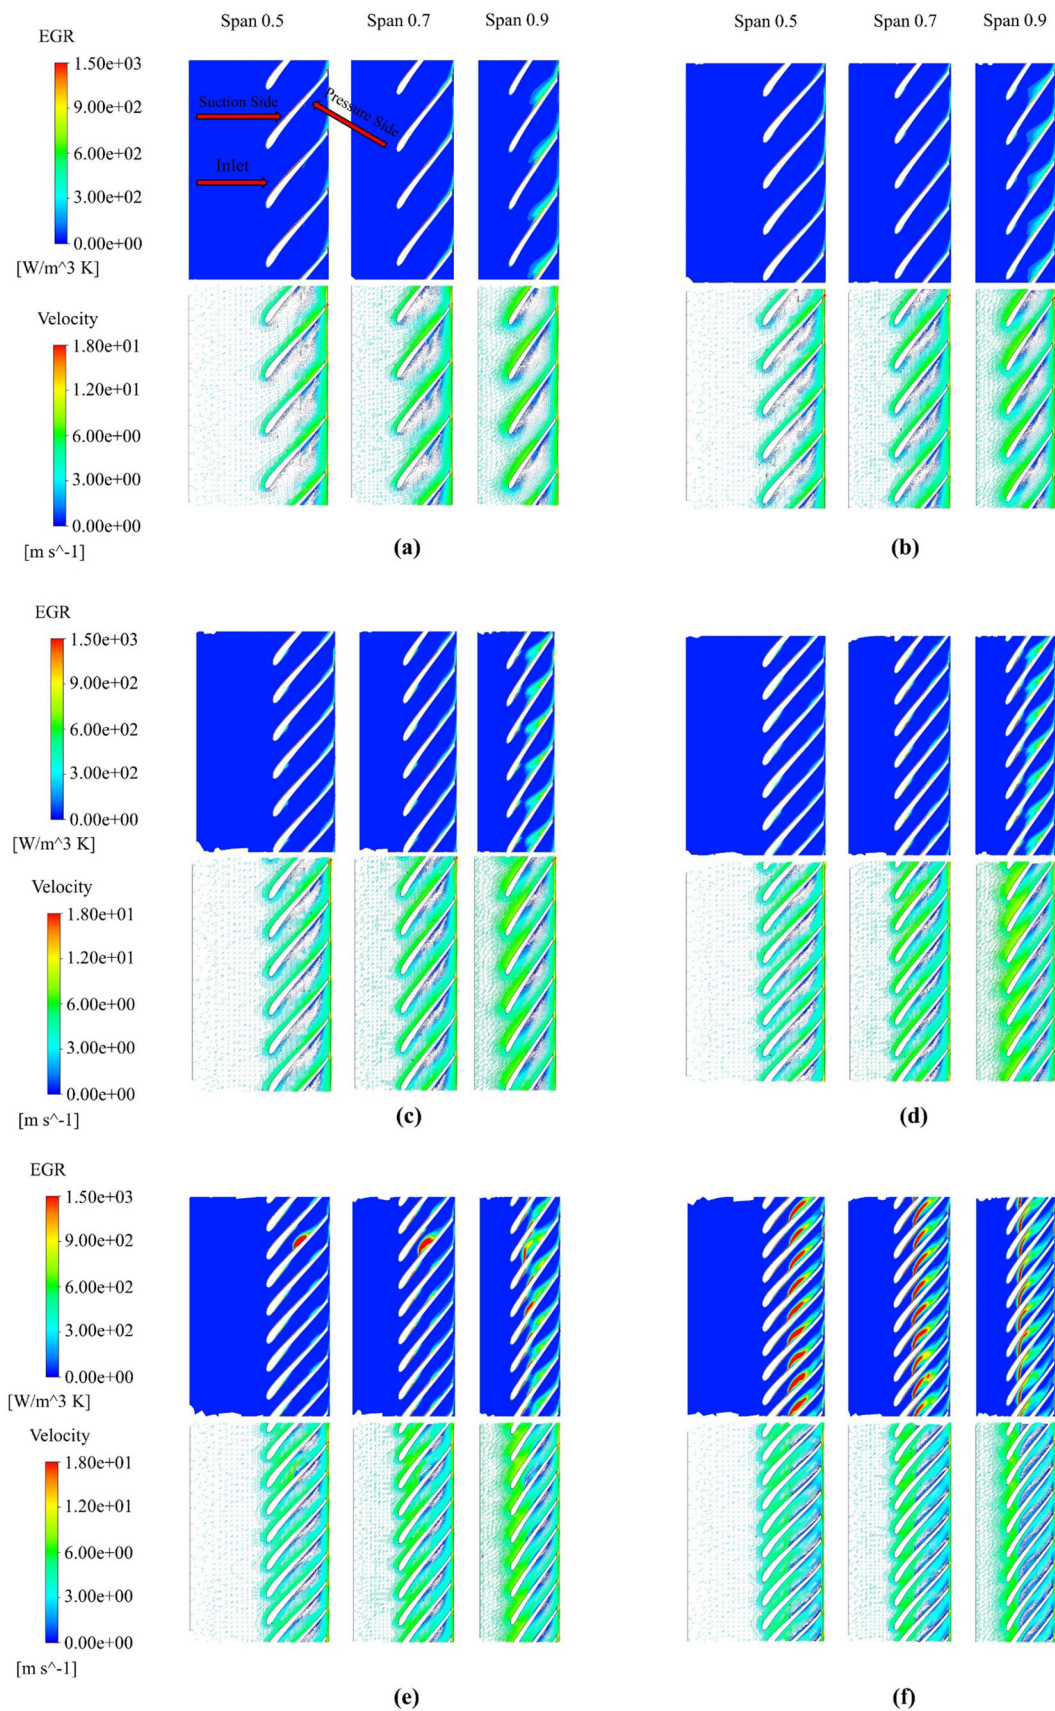 Span 0.5
Span 0.7
Span 0.9
Span 0.5
Span 0.7
Span 0.9
EGR
1.50e+03
9.00e+02
6.00e+02
3.00e+02
0.00e+00
[W/m^3 K]
Suction Side
Pressure Side
Inlet
Velocity
1.80e+01
1.20e+01
6.00e+00
3.00e+00
0.00e+00
[m s^-1]
(a)
(b)
EGR
1.50e+03
9.00e+02
6.00e+02
3.00e+02
0.00e+00
[W/m^3 K]
Velocity
1.80e+01
1.20e+01
6.00e+00
3.00e+00
0.00e+00
[m s^-1]
(c)
(d)
EGR
1.50e+03
9.00e+02
6.00e+02
3.00e+02
0.00e+00
[W/m^3 K]
Velocity
1.80e+01
1.20e+01
6.00e+00
3.00e+00
0.00e+00
[m s^-1]
(e)
(f)